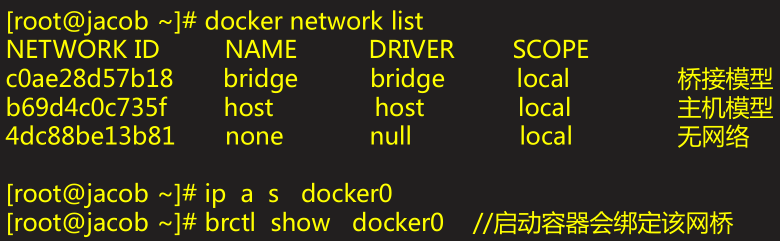 [root@jacob ~]# docker network list
NETWORK ID NAME DRIVER SCOPE
c0ae28d57b18 bridge bridge local 桥接模型
b69d4c0c735f host host local 主机模型
4dc88be13b81 none null local 无网络
[root@jacob ~]# ip a s docker0
[root@jacob ~]# brctl show docker0 //启动容器会绑定该网桥